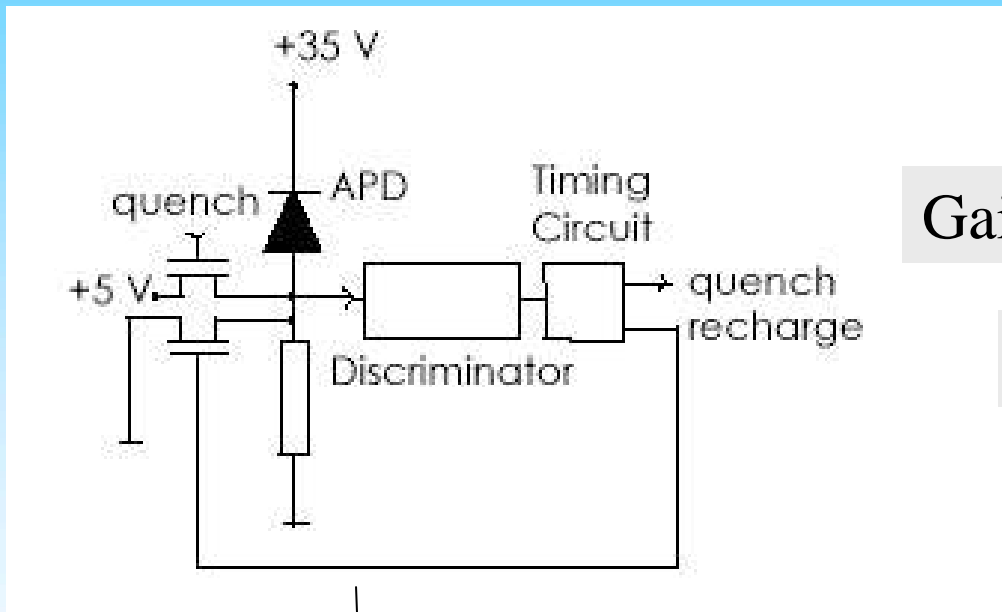 +35 V
APD
quench
Timing
Circuit
+5 V
quench
recharge
Discriminator